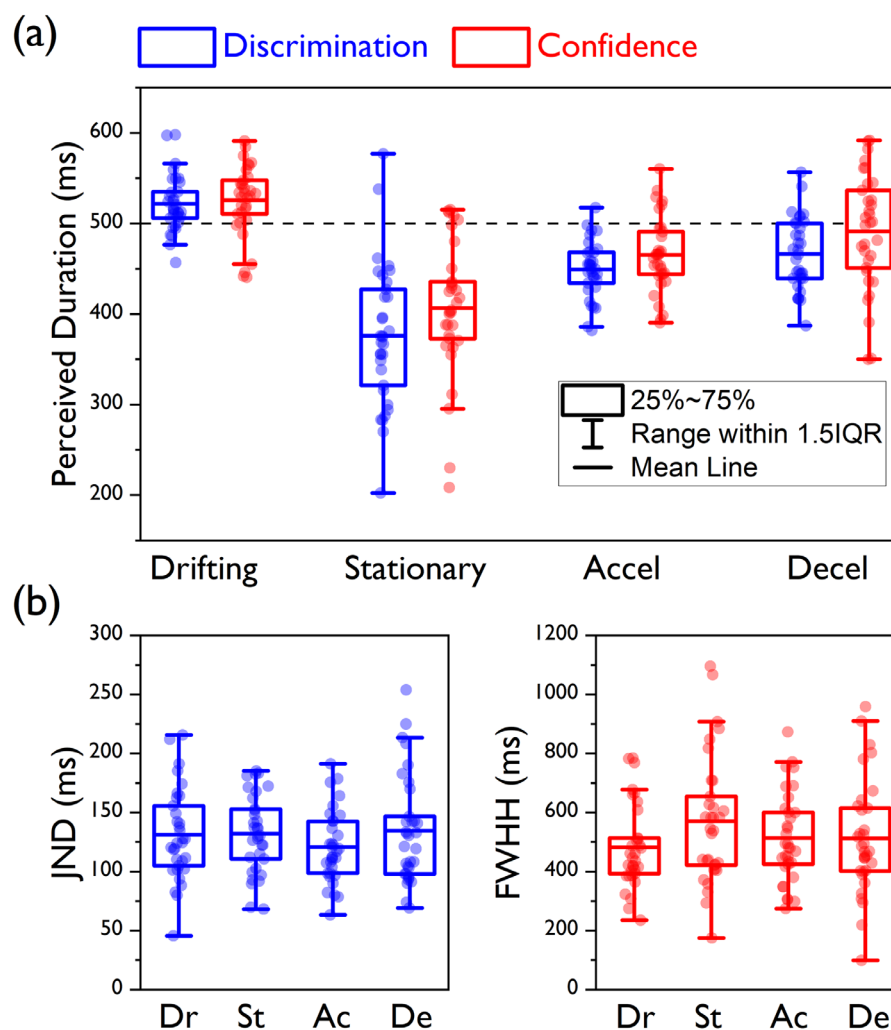 (a)
Discrimination Confidence
Perceived Duration (ms)
600
500
400
300
200
25%~75%
Range within 1.5IQR
Mean Line
Drifting Stationary Accel Decel
(b)
JND (ms)
300
250
200
150
100
50
0
Dr St Ac De
FWHH (ms)
1200
1000
800
600
400
200
0
Dr St Ac De